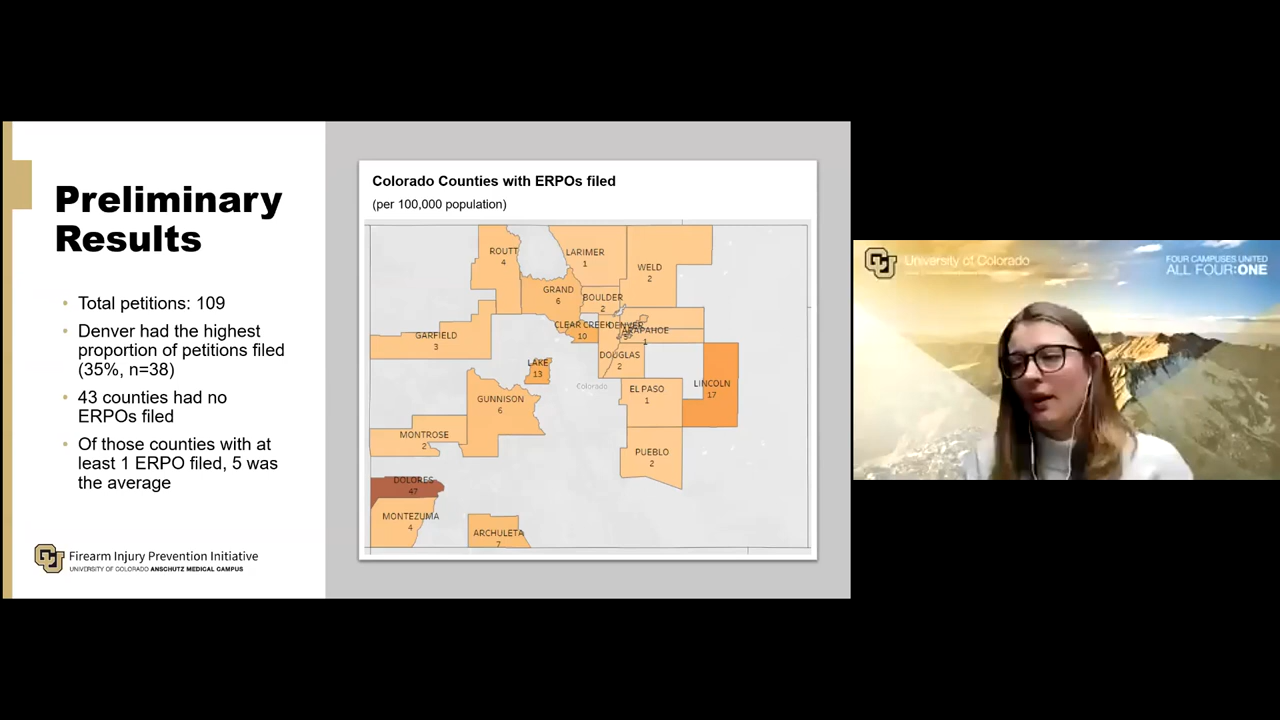 Preliminary
Results
• Total petitions: 109
• Denver had the highest
proportion of petitions filed
(35%, n=38)
• 43 counties had no
ERPOs filed
• Of those counties with at
least 1 ERPO filed, 5 was
the average
Firearm Injury Prevention Initiative
UNIVERSITY OF COLORADO ANSCHUTZ MEDICAL CAMPUS
Colorado Counties with ERPOs filed
(per 100,000 population)
ROUTT
4
LARIMER
1
WELD
2
GRAND
6
BOULDER
2
CLEAR CREEK
10
DENVER
5
ARAPAHOE
1
GARFIELD
3
DOUGLAS
2
LAKE
13
Colorado
LINCOLN
17
EL PASO
1
GUNNISON
6
MONTROSE
2
PUEBLO
2
DOLORES
47
MONTEZUMA
4
ARCHULETA
7
University of Colorado
FOUR CAMPUSES UNITED
ALL FOUR:ONE